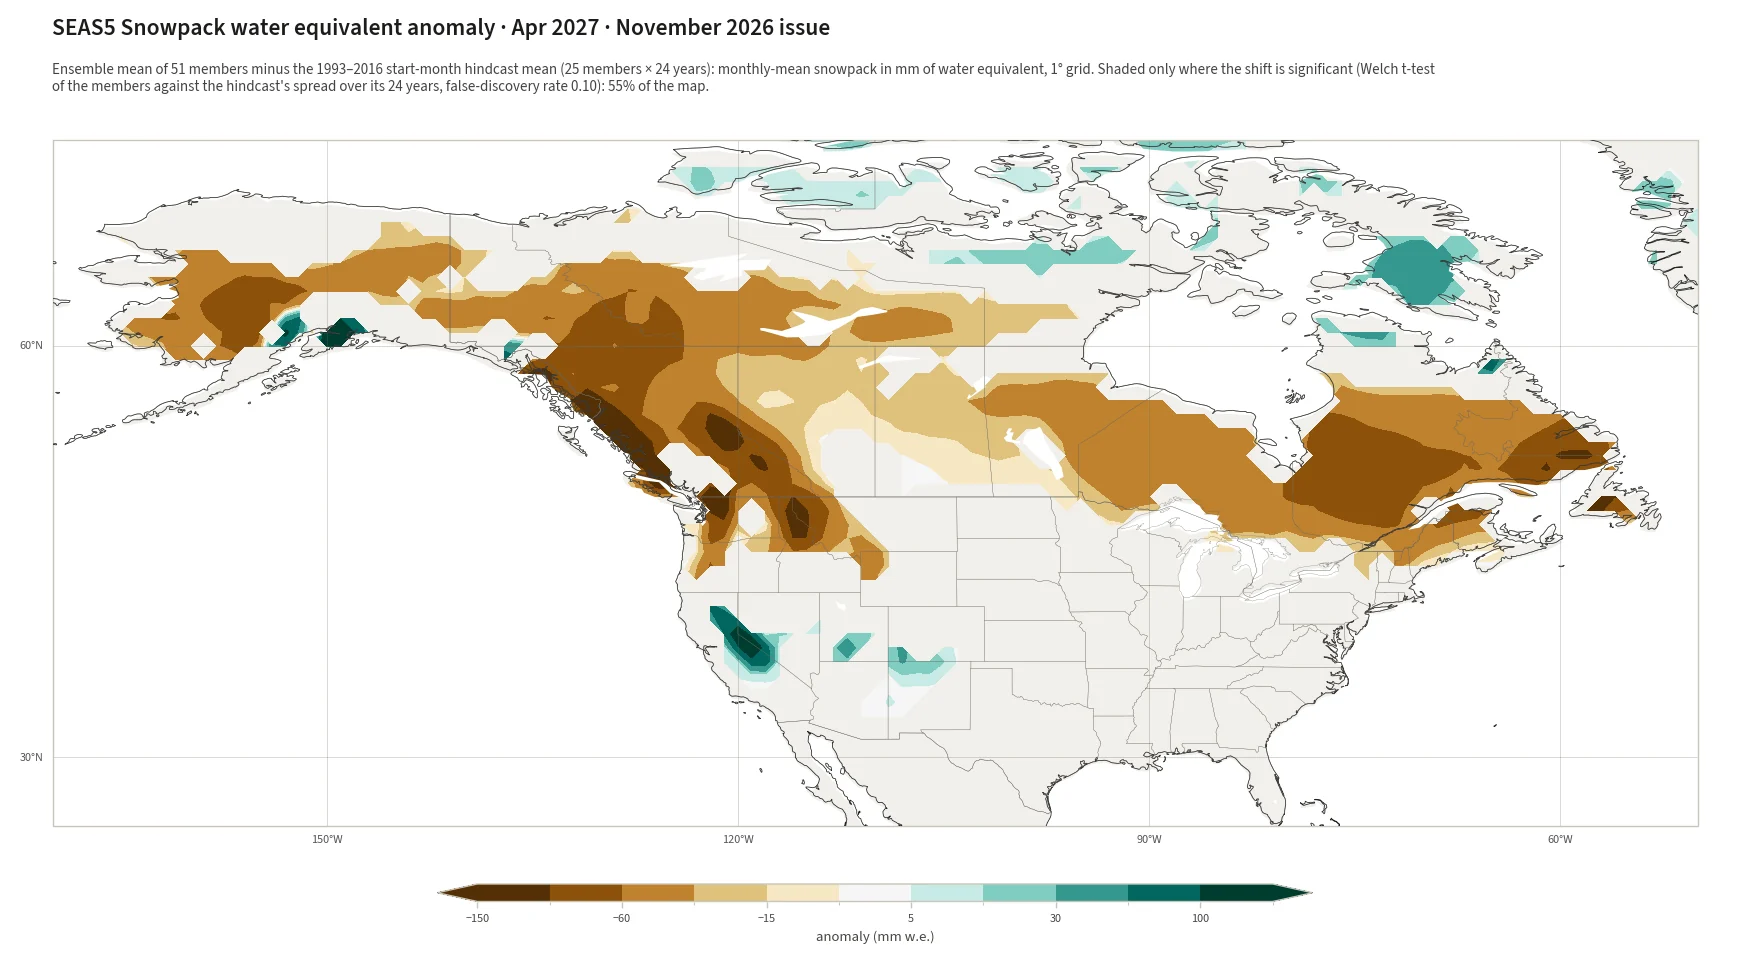 SEAS5 Snowpack water equivalent anomaly · Apr 2027 · November 2026 issue
Ensemble mean of 51 members minus the 1993–2016 start-month hindcast mean (25 members × 24 years): monthly-mean snowpack in mm of water equivalent, 1° grid. Shaded only where the shift is significant (Welch t-test
of the members against the hindcast's spread over its 24 years, false-discovery rate 0.10): 55% of the map.
60°N
30°N
150°W 120°W 90°W 60°W
−150 −60 −15 5 30 100
anomaly (mm w.e.)